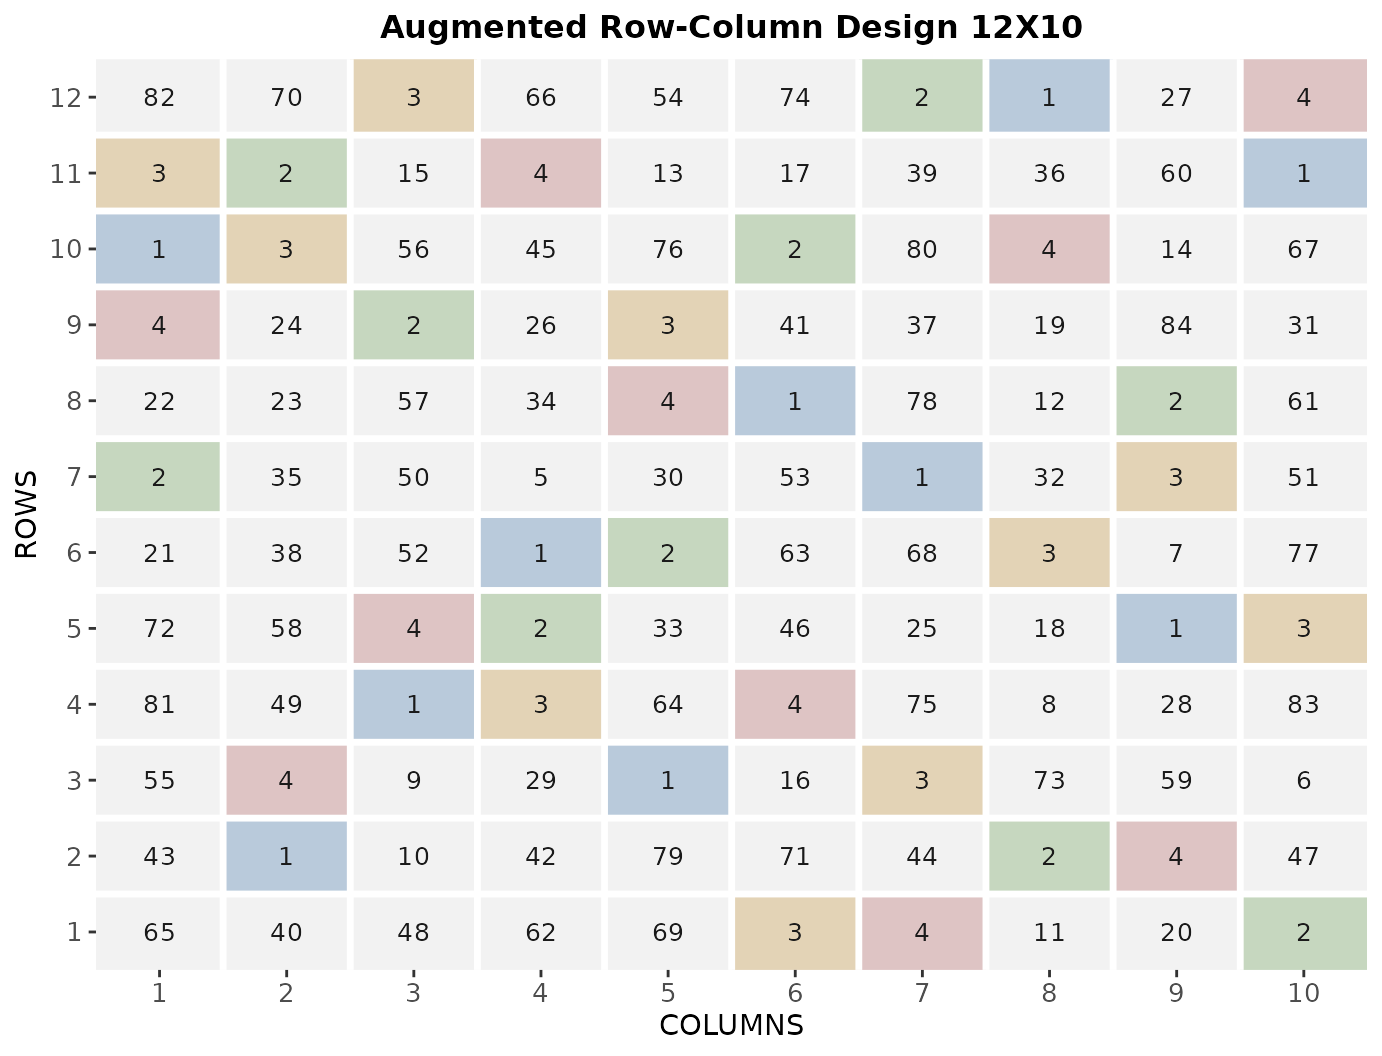 Augmented Row-Column Design 12X10
12 82 70 3 66 54 74 2 1 27 4
11 3 2 15 4 13 17 39 36 60 1
10 1 3 56 45 76 2 80 4 14 67
9 4 24 2 26 3 41 37 19 84 31
8 22 23 57 34 4 1 78 12 2 61
7 2 35 50 5 30 53 1 32 3 51
6 21 38 52 1 2 63 68 3 7 77
5 72 58 4 2 33 46 25 18 1 3
4 81 49 1 3 64 4 75 8 28 83
3 55 4 9 29 1 16 3 73 59 6
2 43 1 10 42 79 71 44 2 4 47
1 65 40 48 62 69 3 4 11 20 2
1 2 3 4 5 6 7 8 9 10
COLUMNS
ROWS